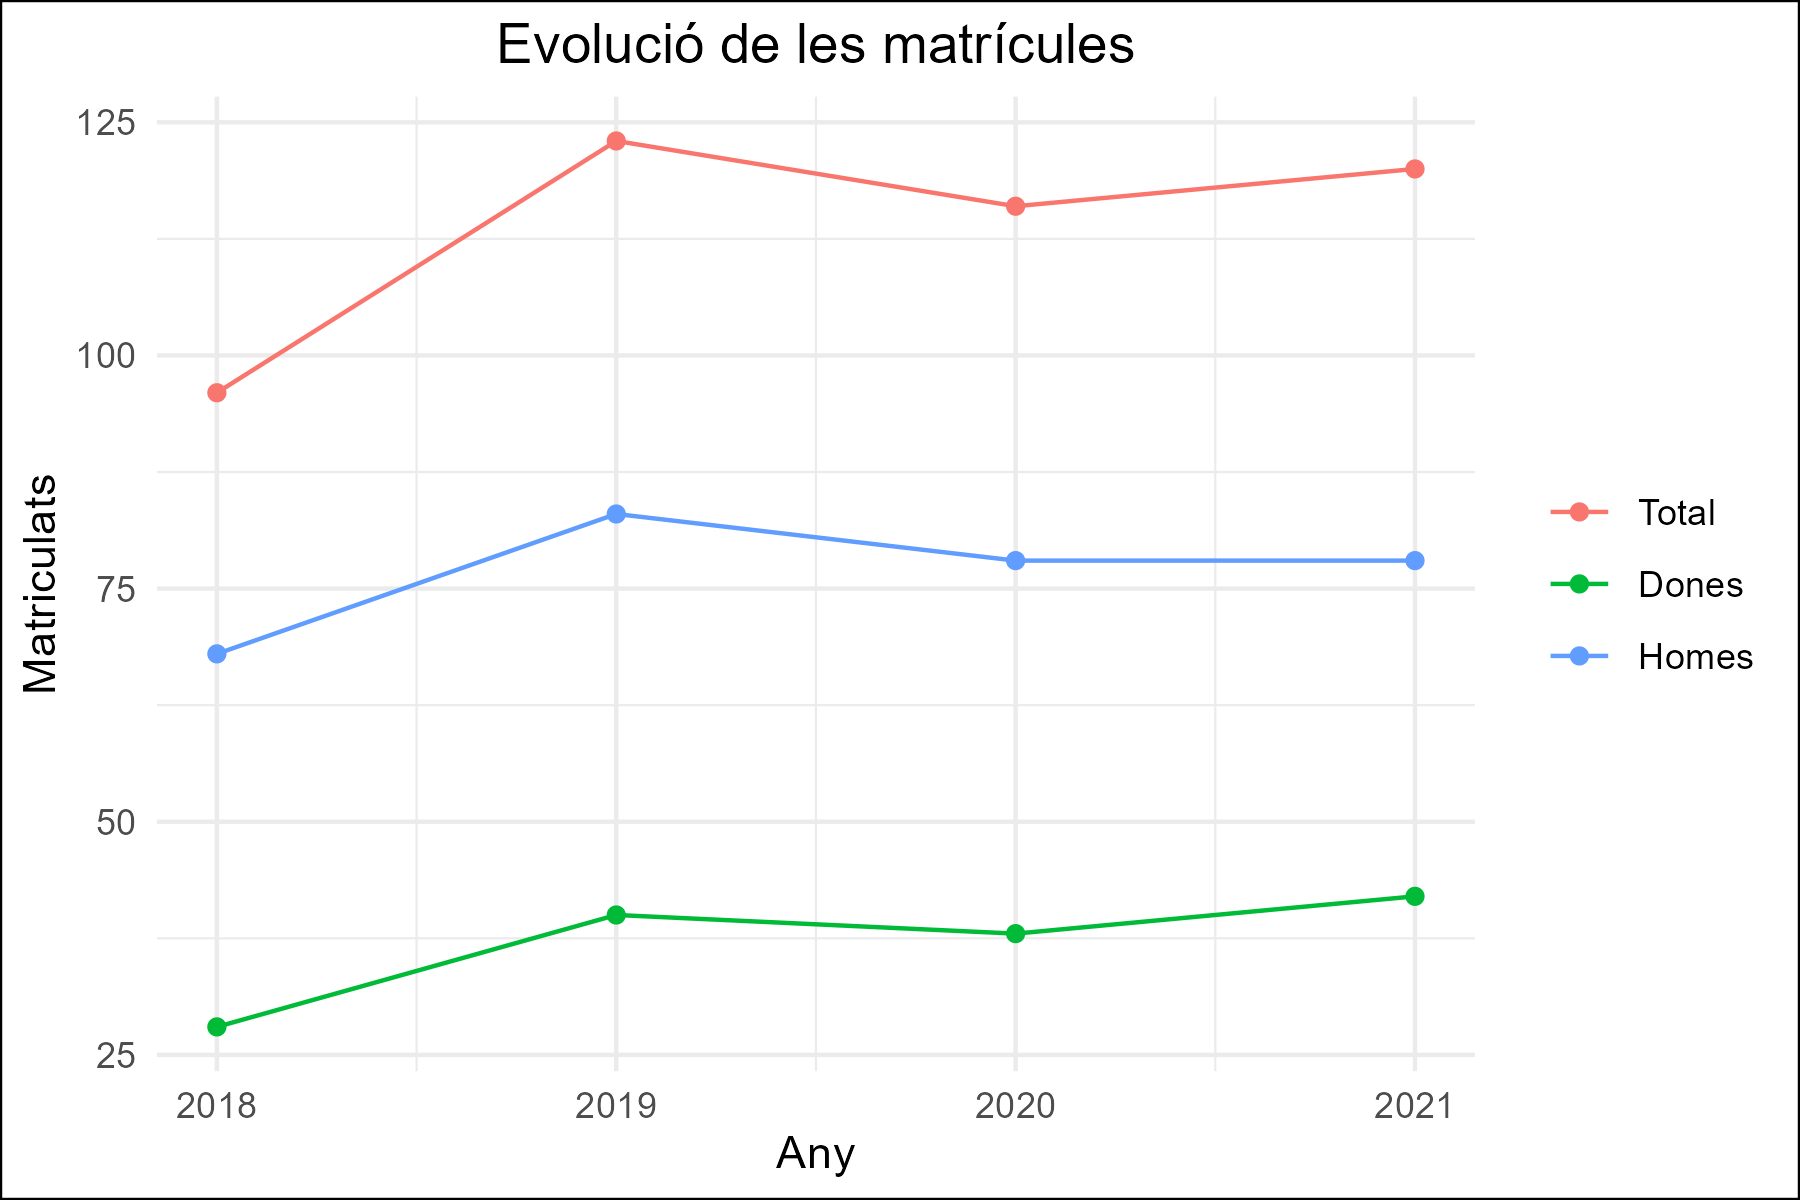 Evolució de les matrícules
125
100
75
50
25
Matriculats
2018 2019 2020 2021
Any
Total
Dones
Homes